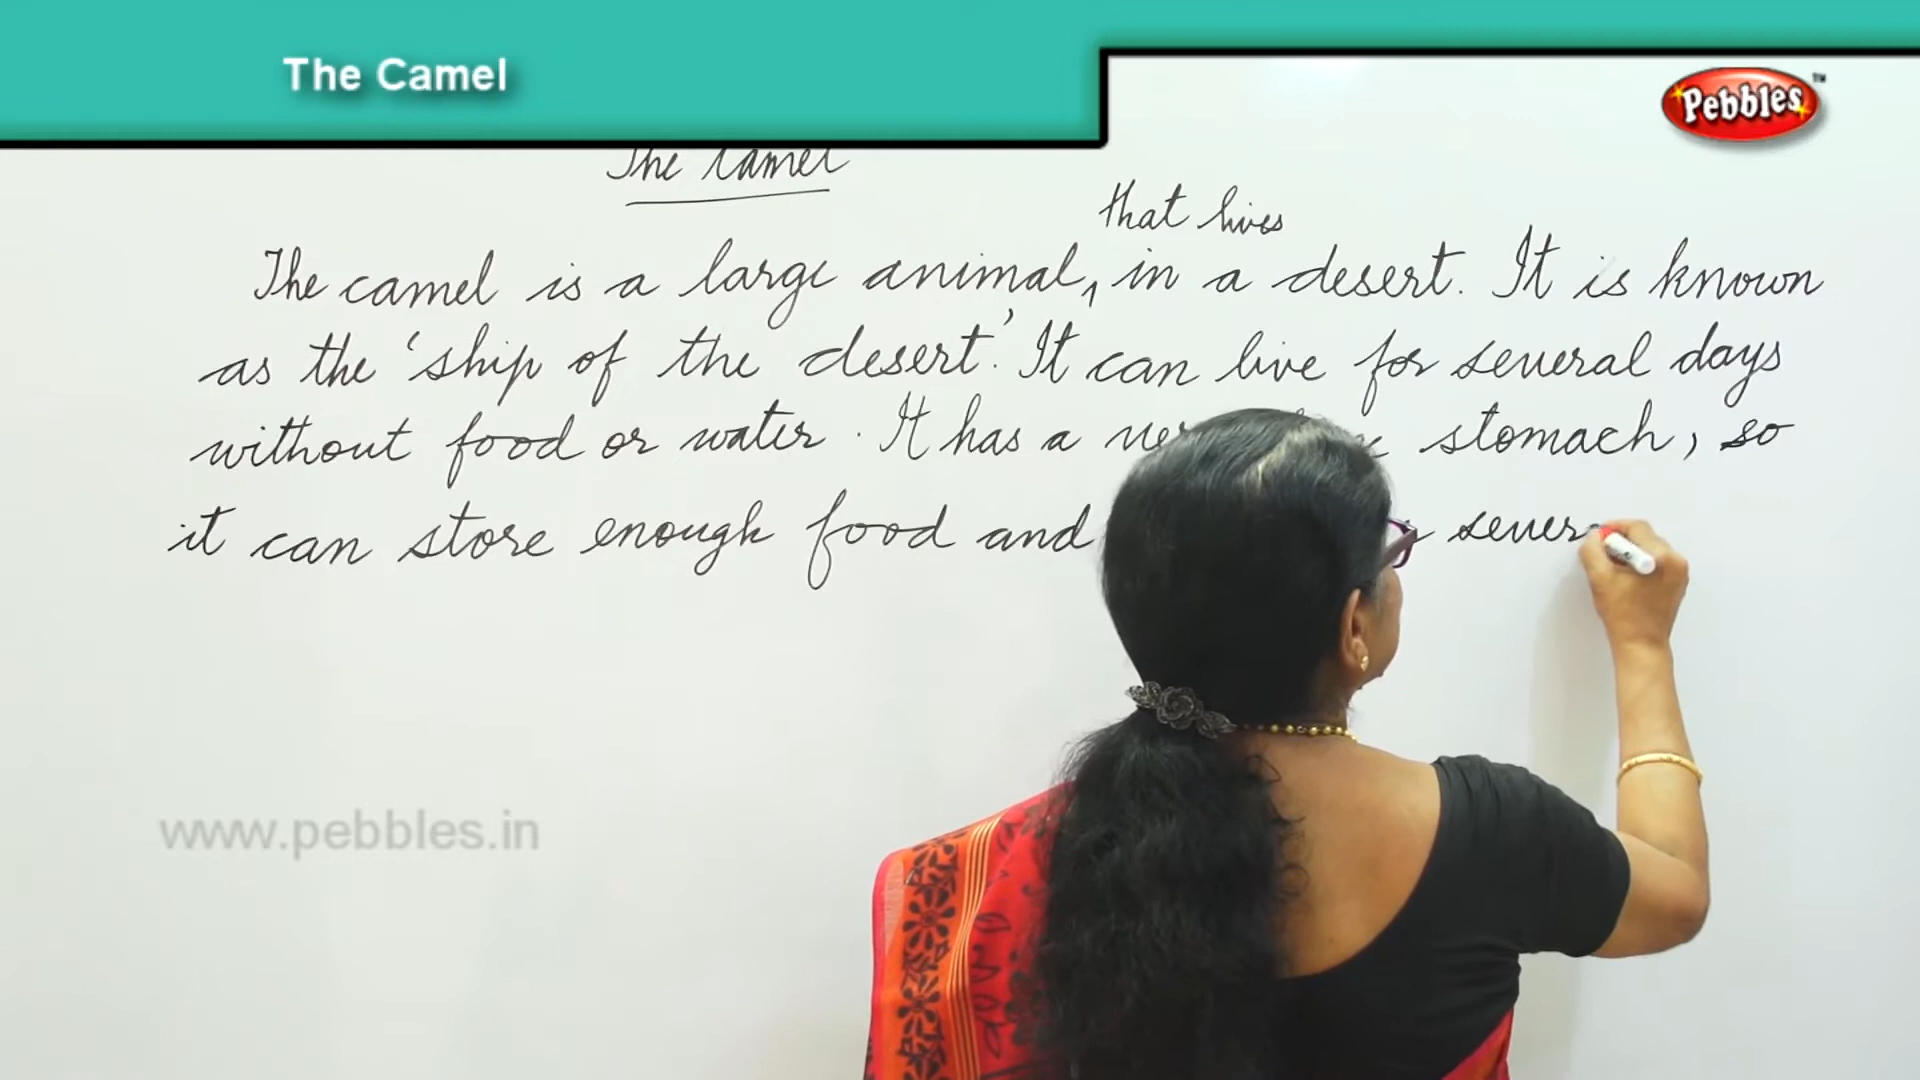 The Camel
Pebbles™
The Camel
that lives
The camel is a large animal, in a desert. It is known
as the 'ship of the desert'. It can live for several days
without food or water. It has a stomach, so
it can store enough food and sever
www.pebbles.in